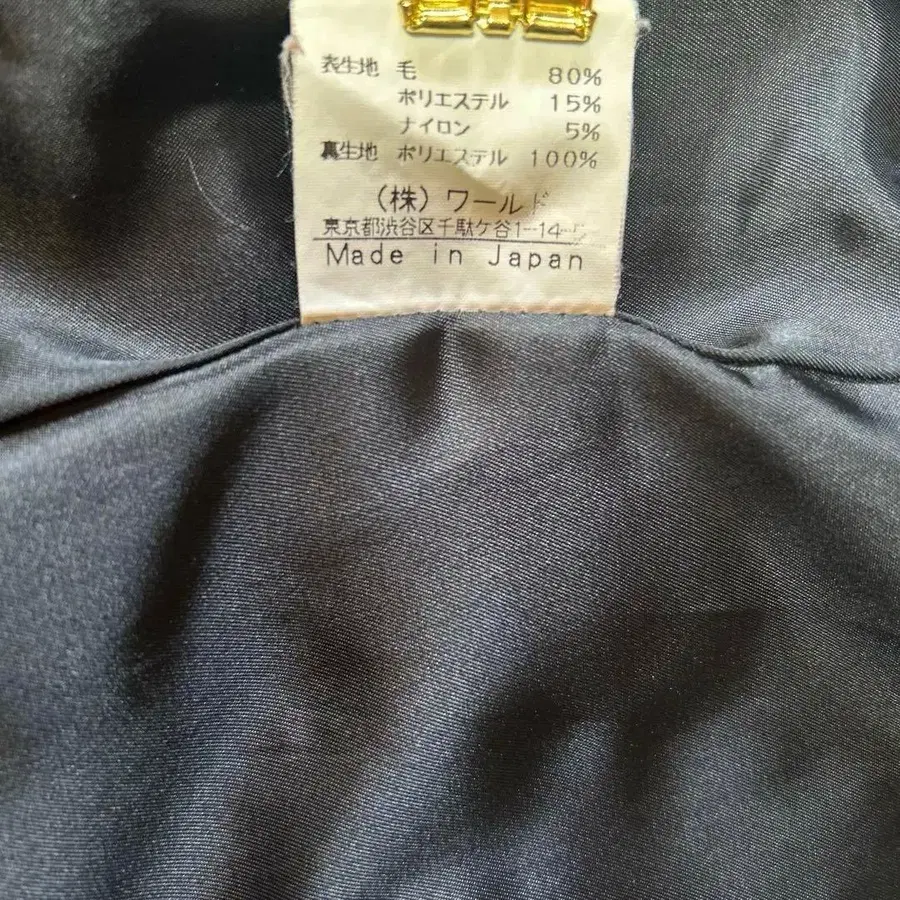 表生地 毛 80%
ポリエステル 15%
ナイロン 5%
裏生地 ポリエステル 100%
(株) ワールド
東京都渋谷区千駄ケ谷1-14-5
Made in Japan